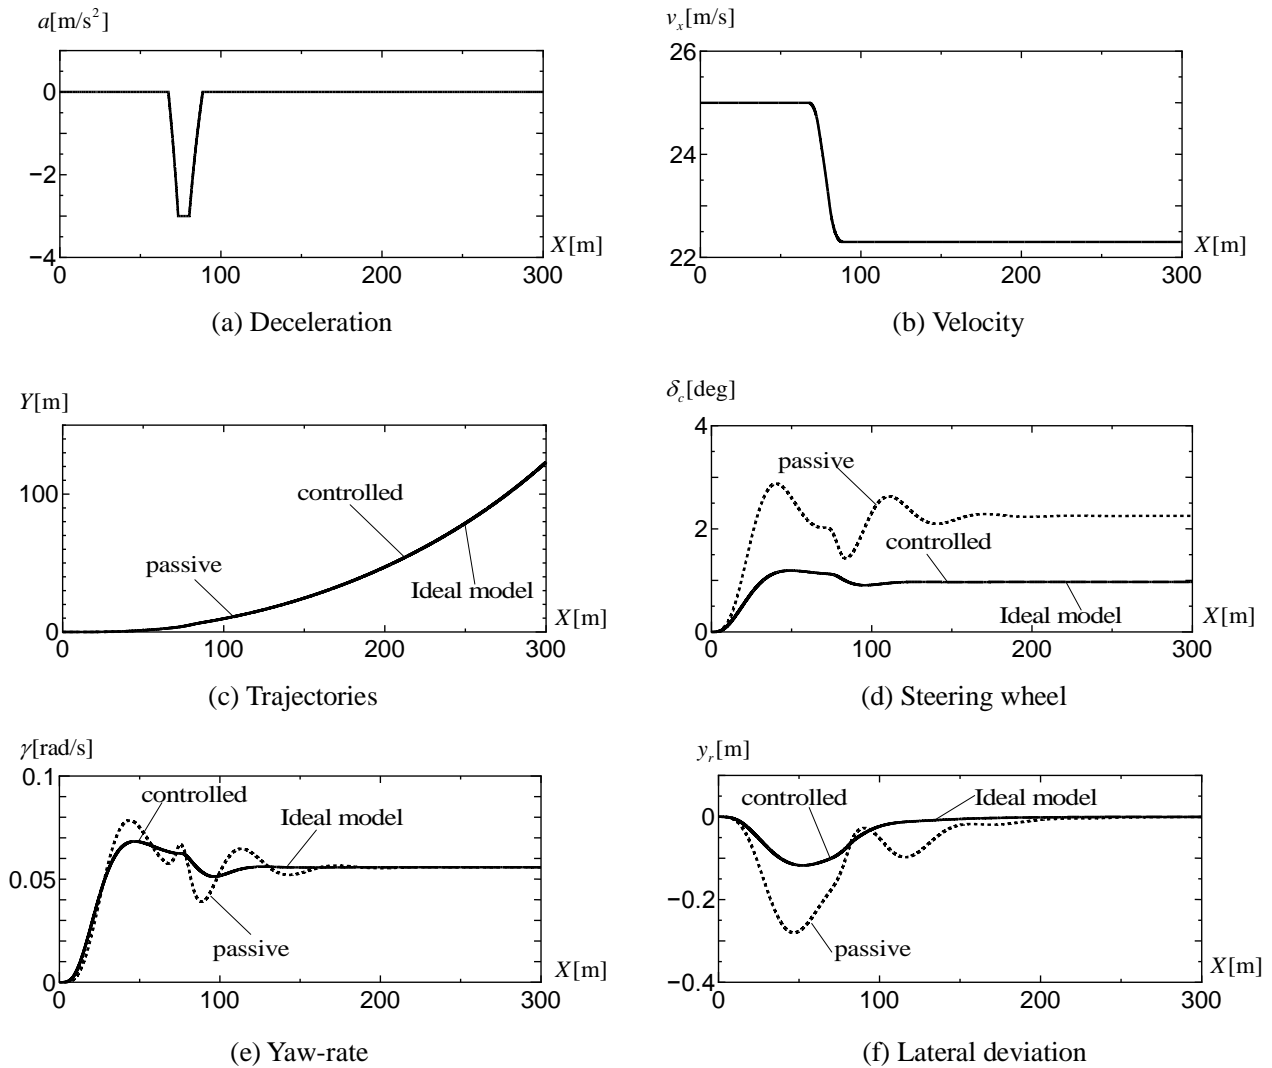 a[m/s²]
0
−2
−4
0
100
200
300
X[m]
(a) Deceleration
vₓ[m/s]
26
24
22
0
100
200
300
X[m]
(b) Velocity
Y[m]
100
0
0
100
200
300
X[m]
controlled
passive
Ideal model
(c) Trajectories
δ_c[deg]
4
2
0
0
100
200
300
X[m]
passive
controlled
Ideal model
(d) Steering wheel
γ[rad/s]
0.1
0.05
0
0
100
200
300
X[m]
controlled
Ideal model
passive
(e) Yaw-rate
y_r[m]
0
−0.2
−0.4
0
100
200
300
X[m]
controlled
Ideal model
passive
(f) Lateral deviation